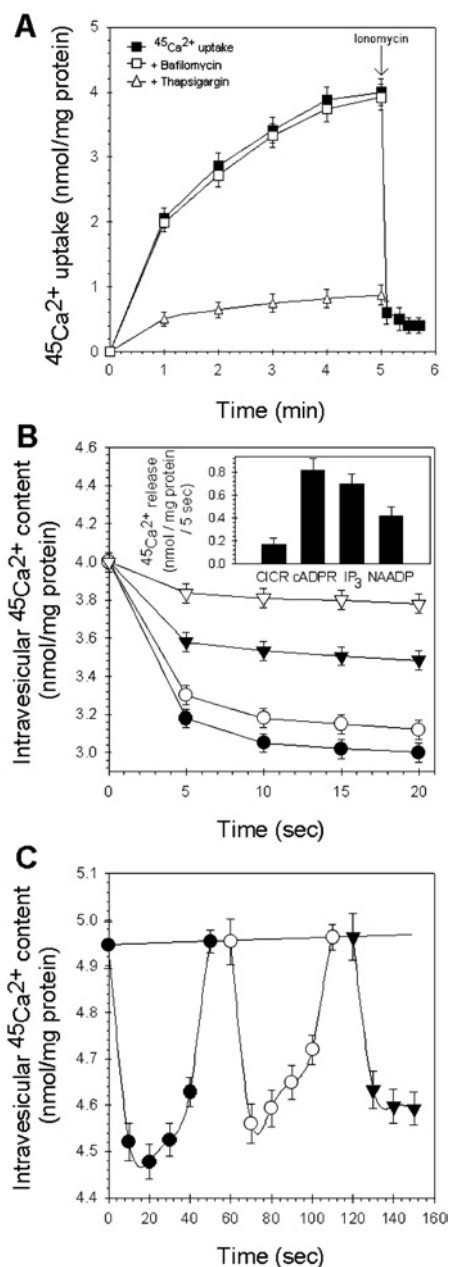 A
⁴⁵Ca²⁺ uptake
+ Bafilomycin
+ Thapsigargin
Ionomycin
⁴⁵Ca²⁺ uptake (nmol/mg protein)
5
4
3
2
1
0
0 1 2 3 4 5 6
Time (min)
B
Intravesicular ⁴⁵Ca²⁺ content
(nmol/mg protein)
4.6
4.4
4.2
4.0
3.8
3.6
3.4
3.2
3.0
⁴⁵Ca²⁺ release
(nmol / mg protein
/ 5 sec)
0.8
0.6
0.4
0.2
0.0
CICR cADPR IP₃ NAADP
0 5 10 15 20
Time (sec)
C
Intravesicular ⁴⁵Ca²⁺ content
(nmol/mg protein)
5.1
5.0
4.9
4.8
4.7
4.6
4.5
4.4
0 20 40 60 80 100 120 140 160
Time (sec)